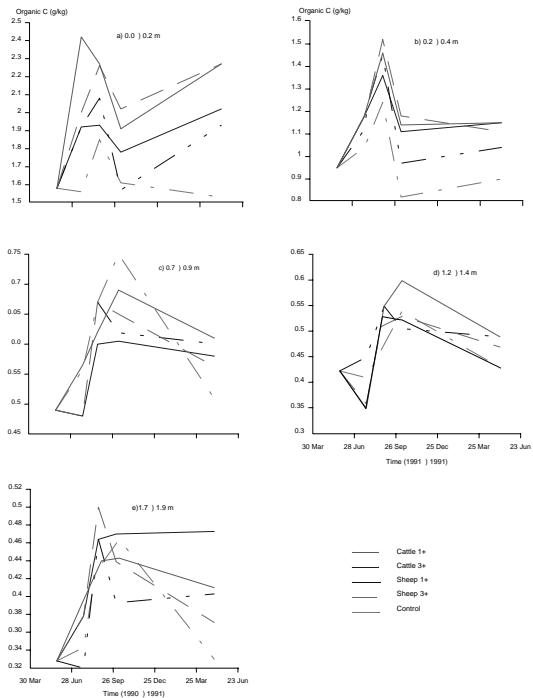 Organic C (g/kg)
a) 0.0 ) 0.2 m
2.5
2.4
2.3
2.2
2.1
2
1.9
1.8
1.7
1.6
1.5
Organic C (g/kg)
b) 0.2 ) 0.4 m
1.6
1.5
1.4
1.3
1.2
1.1
1
0.9
0.8
c) 0.7 ) 0.9 m
0.75
0.7
0.05
0.0
0.5
0.5
0.45
d) 1.2 ) 1.4 m
0.65
0.6
0.55
0.5
0.45
0.4
0.35
0.3
30 Mar 28 Jun 26 Sep 25 Dec 25 Mar 23 Jun
Time (1991 ) 1991)
e)1.7 ) 1.9 m
0.52
0.5
0.48
0.46
0.44
0.42
0.4
0.38
0.36
0.34
0.32
30 Mar 28 Jun 26 Sep 25 Dec 25 Mar 23 Jun
Time (1990 ) 1991)
Cattle 1+
Cattle 3+
Sheep 1+
Sheep 3+
Control